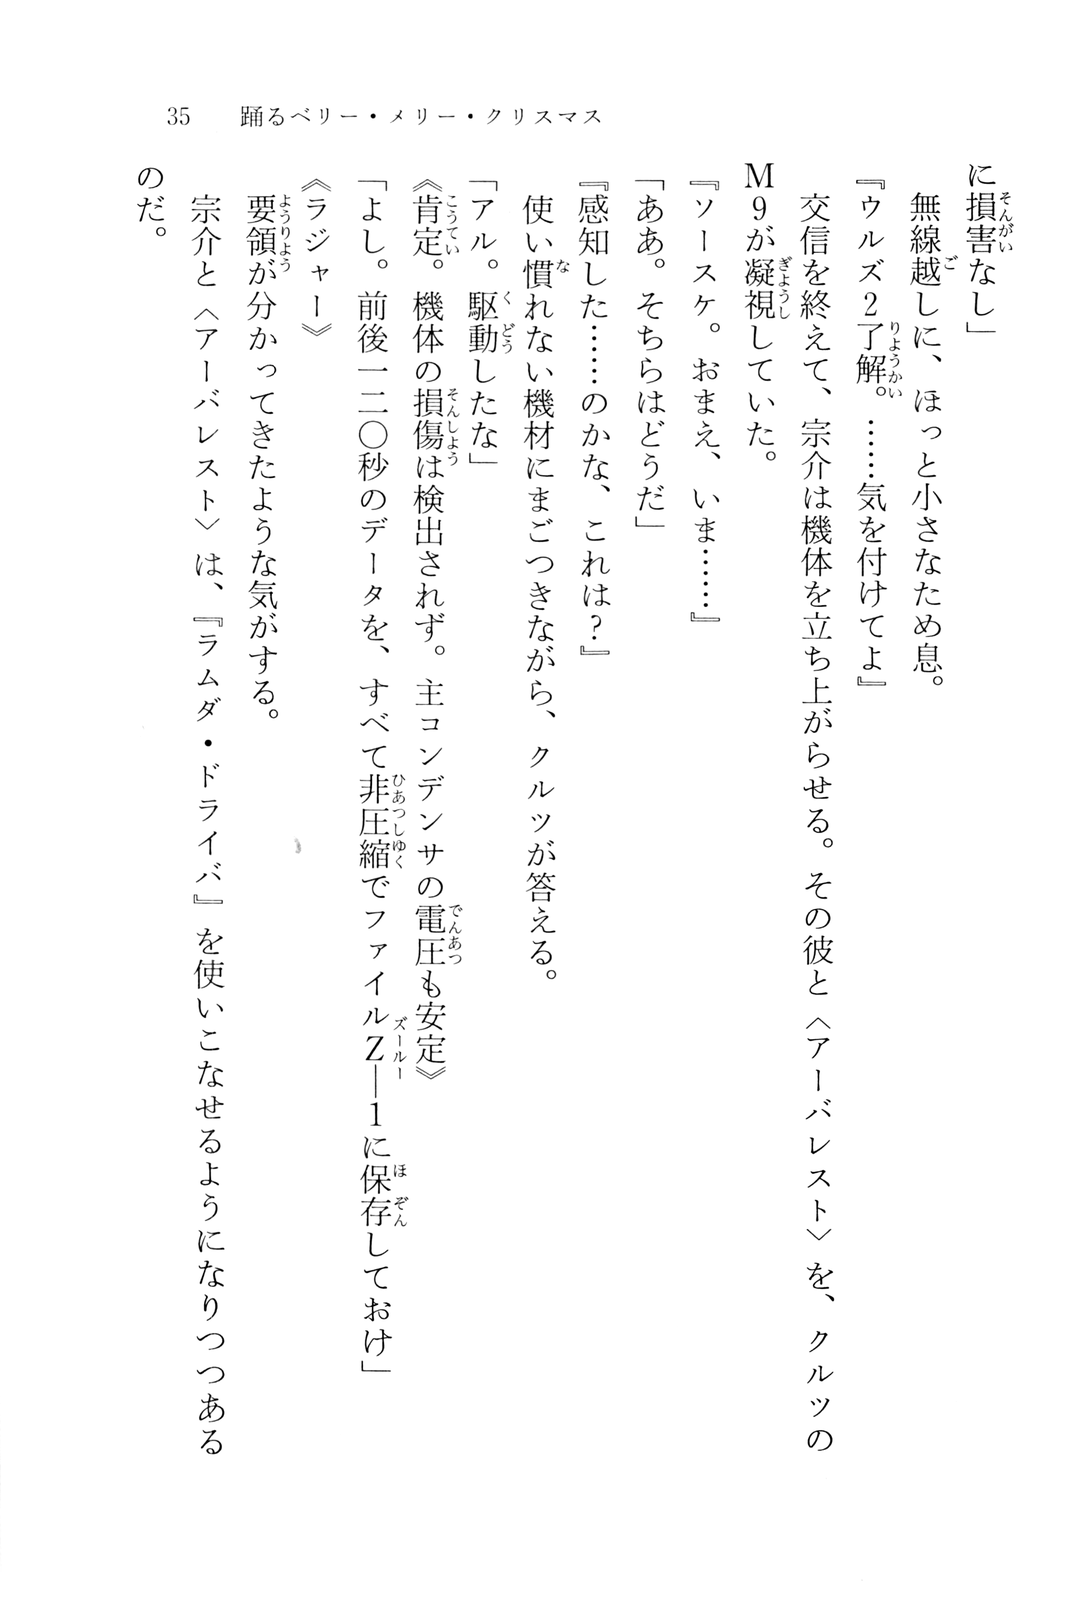 35　踊るベリー・メリー・クリスマス
に損害なし」
　無線越しに、ほっと小さなため息。
『ウルズ2了解。……気を付けてよ』
　交信を終えて、宗介は機体を立ち上がらせる。その彼と〈アーバレスト〉を、クルツの
M9が凝視していた。
『ソースケ。おまえ、いま……』
「ああ。そちらはどうだ」
『感知した……のかな、これは？』
　使い慣れない機材にまごつきながら、クルツが答える。
「アル。駆動したな」
《肯定。機体の損傷は検出されず。主コンデンサの電圧も安定》
「よし。前後一二〇秒のデータを、すべて非圧縮でファイルZ―1に保存しておけ」
《ラジャー》
　要領が分かってきたような気がする。
　宗介と〈アーバレスト〉は、『ラムダ・ドライバ』を使いこなせるようになりつつある
のだ。